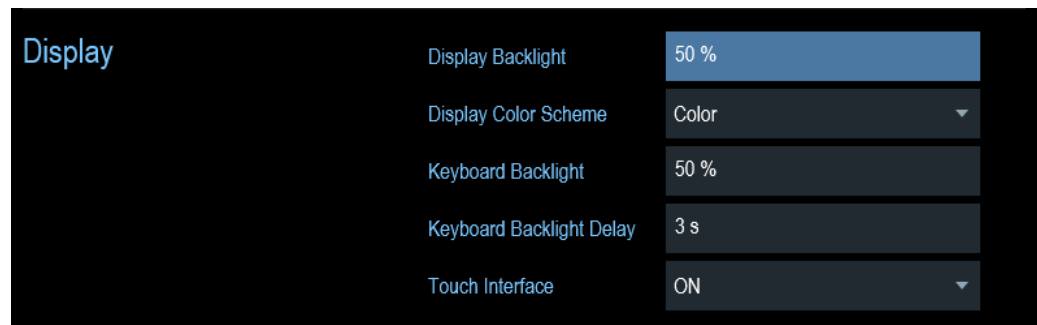 Display
Display Backlight 50 %
Display Color Scheme Color
Keyboard Backlight 50 %
Keyboard Backlight Delay 3 s
Touch Interface ON